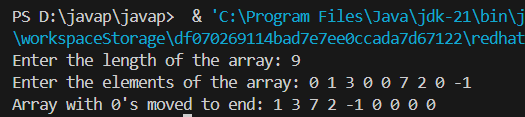 PS D:\javap\javap>  & 'C:\Program Files\Java\jdk-21\bin\j
\workspaceStorage\df070269114bad7e7ee0ccada7d67122\redhat
Enter the length of the array: 9
Enter the elements of the array: 0 1 3 0 0 7 2 0 -1
Array with 0's moved to end: 1 3 7 2 -1 0 0 0 0